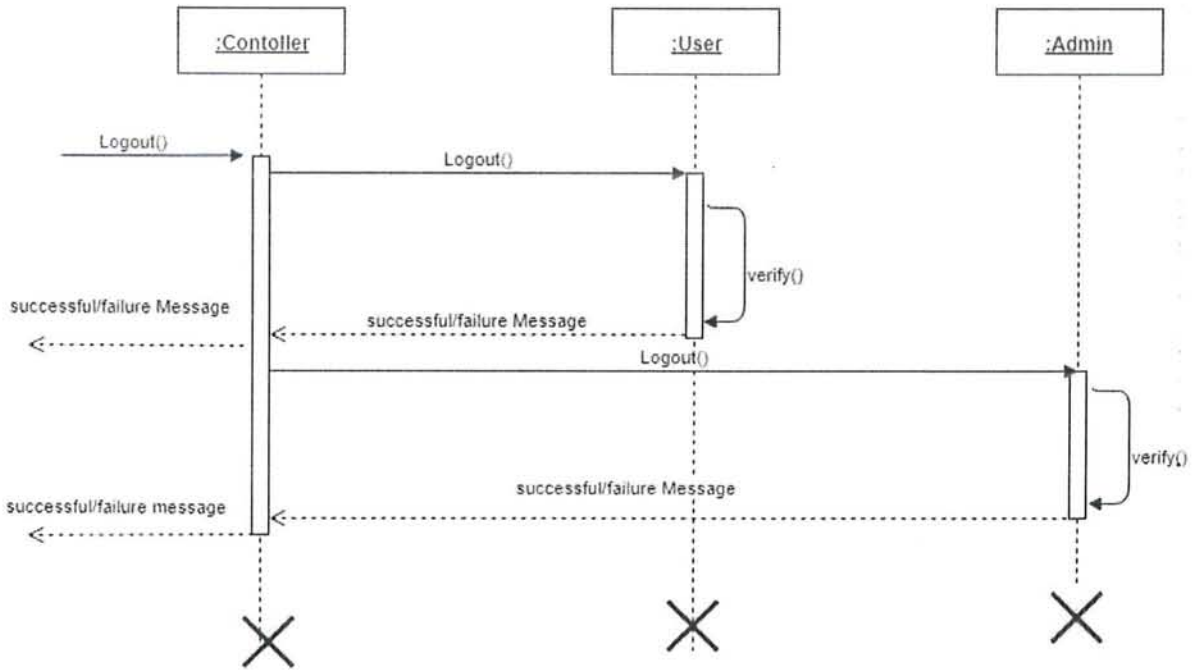 :Contoller
:User
:Admin
Logout()
Logout()
verify()
successful/failure Message
successful/failure Message
Logout()
verify()
successful/failure Message
successful/failure message